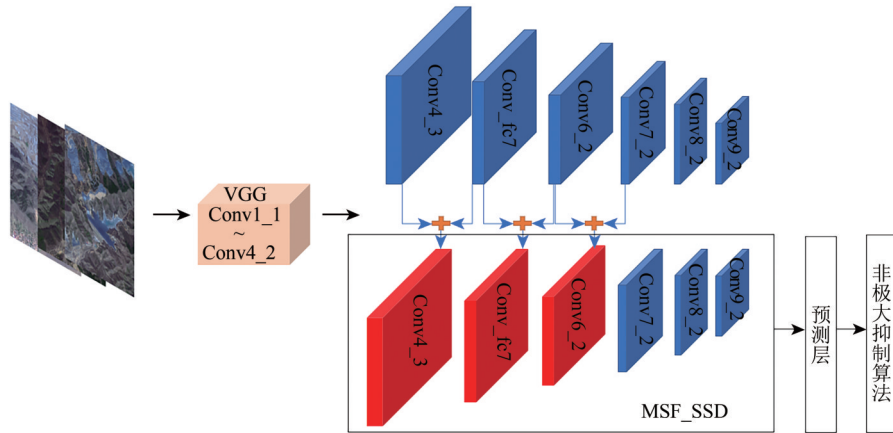 Conv4_3
Conv_fc7
Conv6_2
Conv7_2
Conv8_2
Conv9_2
VGG
Conv1_1
~
Conv4_2
Conv4_3
Conv_fc7
Conv6_2
Conv7_2
Conv8_2
Conv9_2
MSF_SSD
预测层
非极大抑制算法